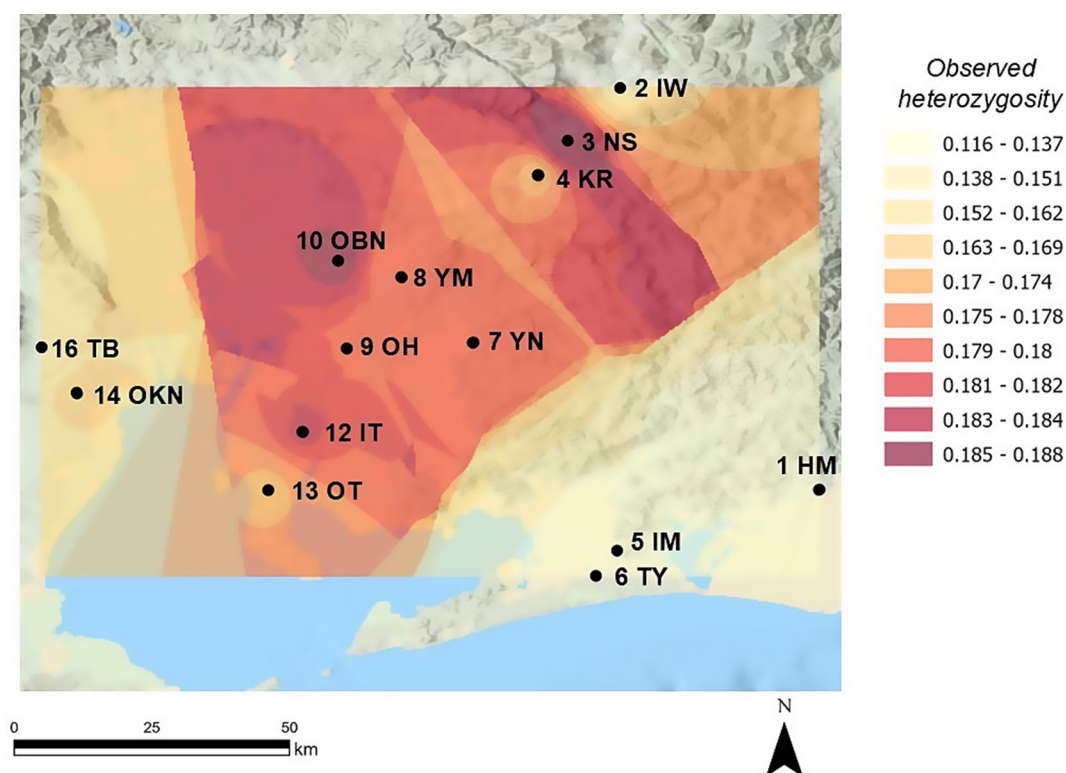 2 IW
3 NS
4 KR
10 OBN
8 YM
9 OH
7 YN
16 TB
14 OKN
12 IT
13 OT
1 HM
5 IM
6 TY
Observed
heterozygosity
0.116 - 0.137
0.138 - 0.151
0.152 - 0.162
0.163 - 0.169
0.17 - 0.174
0.175 - 0.178
0.179 - 0.18
0.181 - 0.182
0.183 - 0.184
0.185 - 0.188
0 25 50
km
N